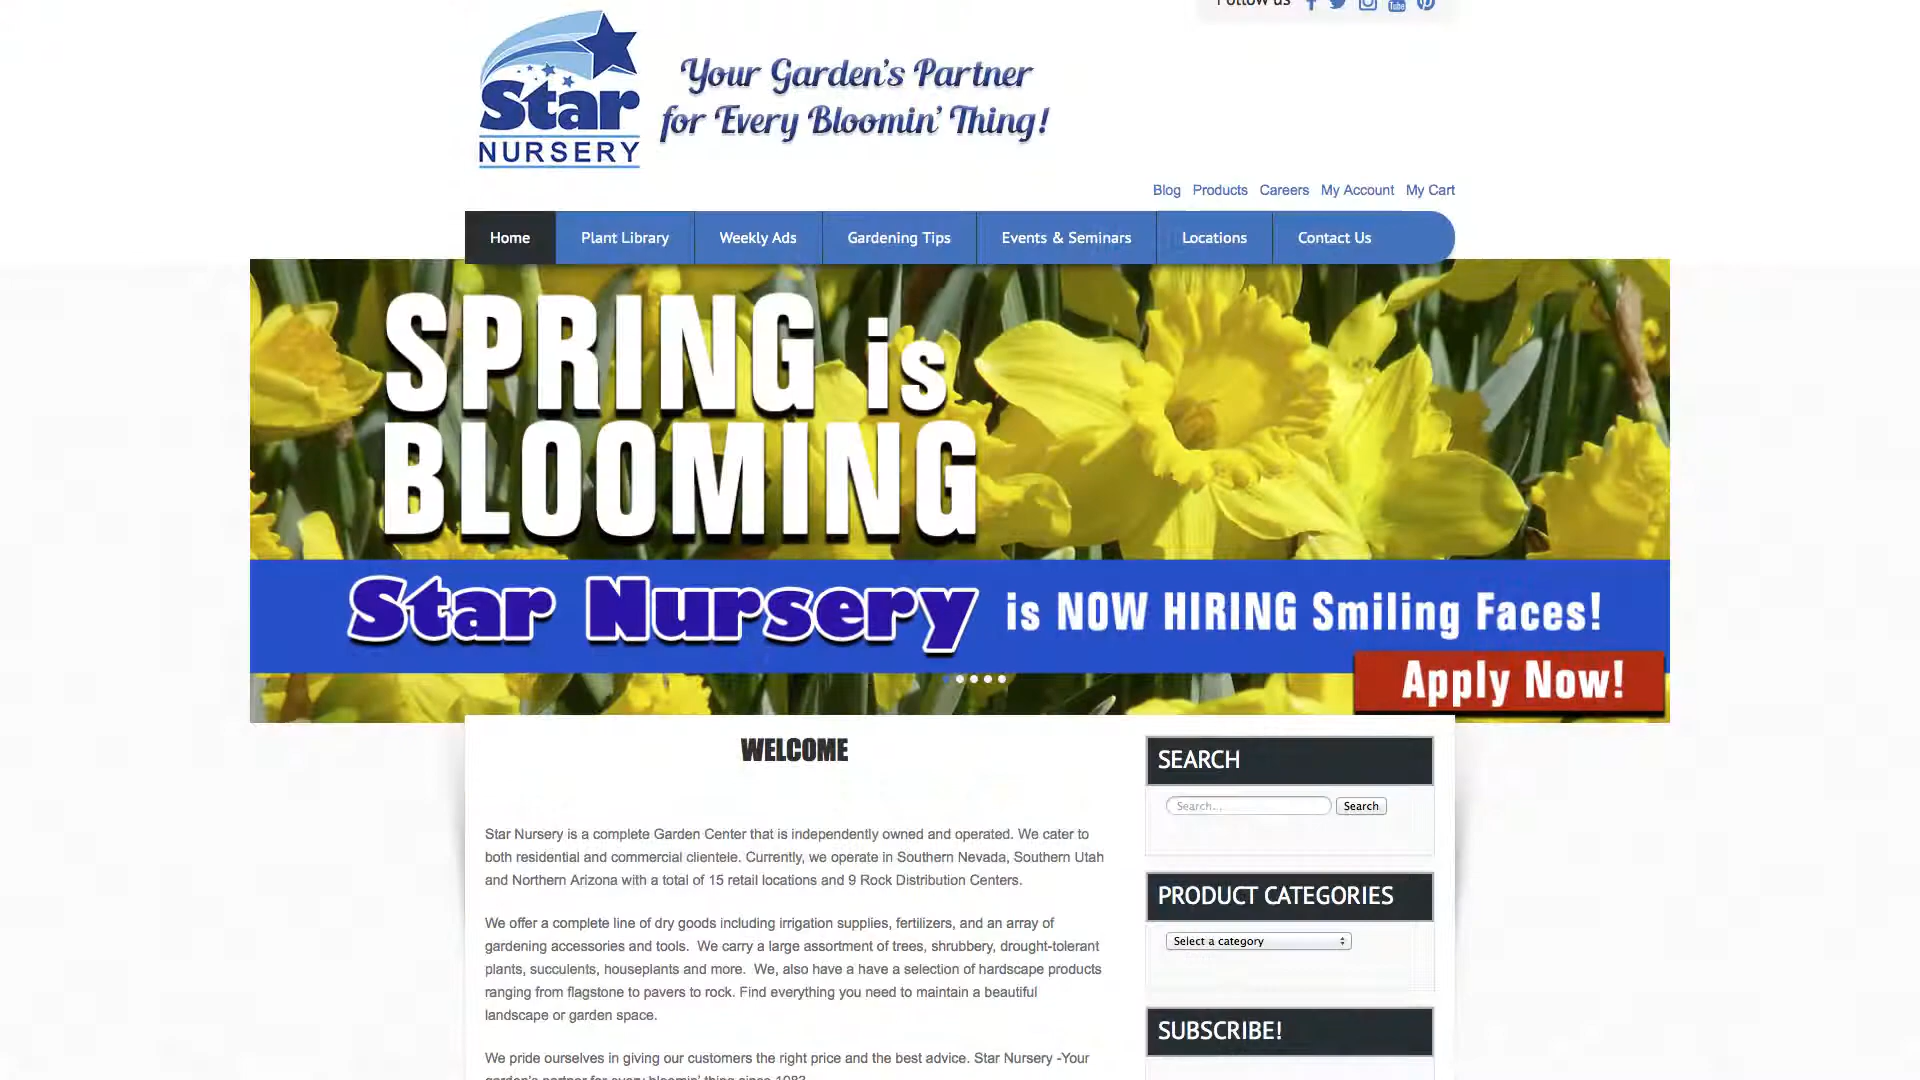 Follow us
Star
NURSERY
Your Garden's Partner
for Every Bloomin' Thing!
Blog Products Careers My Account My Cart
Home Plant Library Weekly Ads Gardening Tips Events & Seminars Locations Contact Us
SPRING is
BLOOMING
Star Nursery is NOW HIRING Smiling Faces!
Apply Now!
WELCOME
Star Nursery is a complete Garden Center that is independently owned and operated. We cater to
both residential and commercial clientele. Currently, we operate in Southern Nevada, Southern Utah
and Northern Arizona with a total of 15 retail locations and 9 Rock Distribution Centers.
We offer a complete line of dry goods including irrigation supplies, fertilizers, and an array of
gardening accessories and tools. We carry a large assortment of trees, shrubbery, drought-tolerant
plants, succulents, houseplants and more. We, also have a have a selection of hardscape products
ranging from flagstone to pavers to rock. Find everything you need to maintain a beautiful
landscape or garden space.
We pride ourselves in giving our customers the right price and the best advice. Star Nursery -Your
garden's partner for every bloomin' thing since
SEARCH
Search... Search
PRODUCT CATEGORIES
Select a category
SUBSCRIBE!